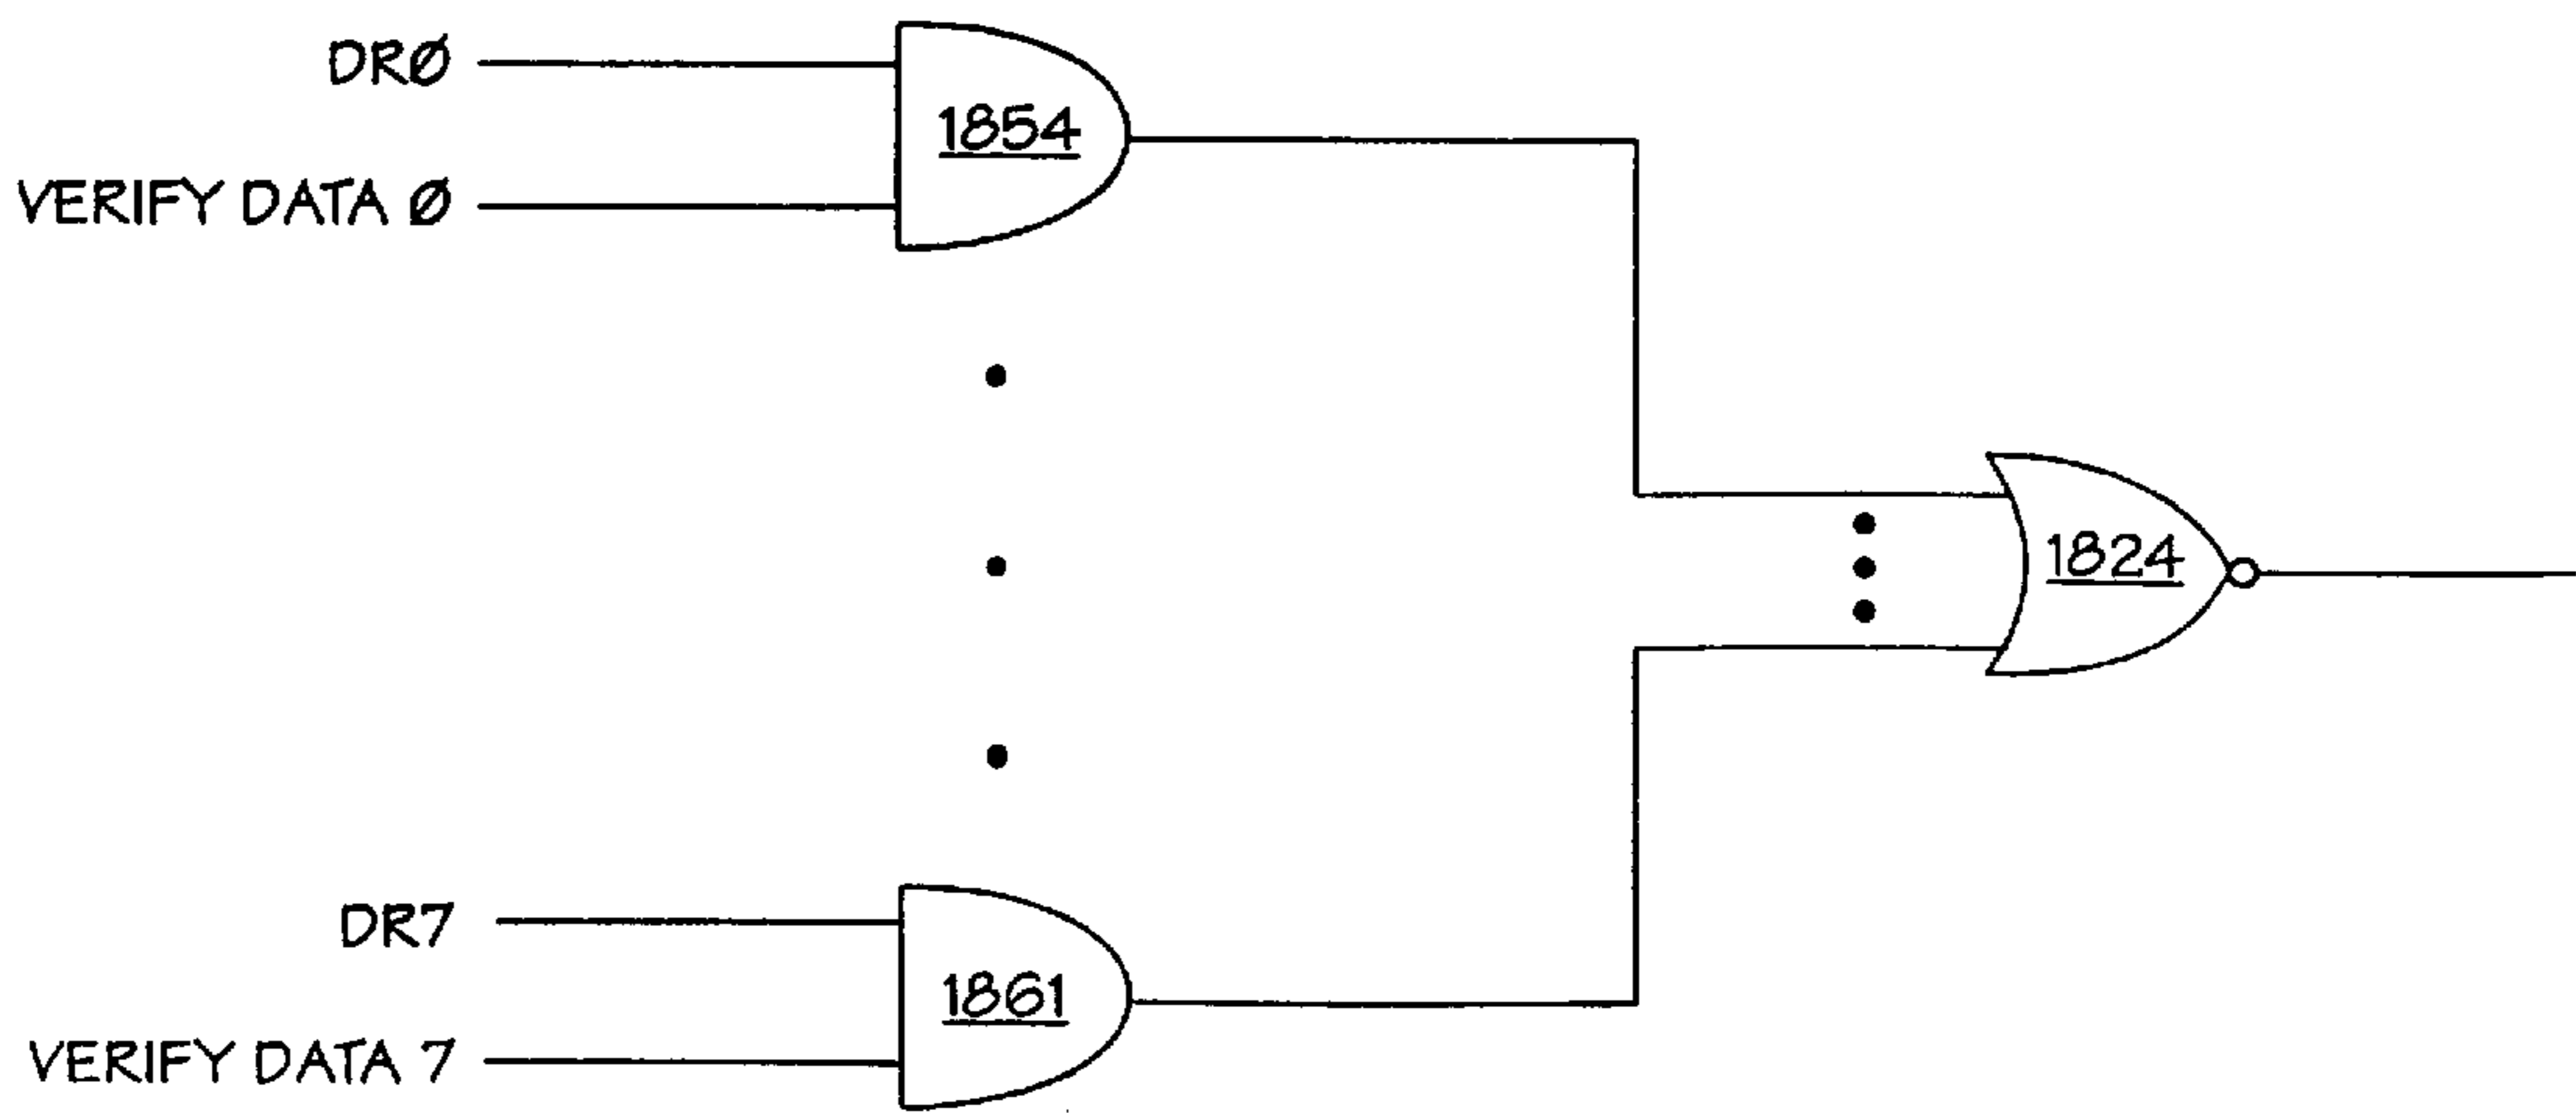 DRØ
1854
VERIFY DATA Ø
1824
DR7
1861
VERIFY DATA 7